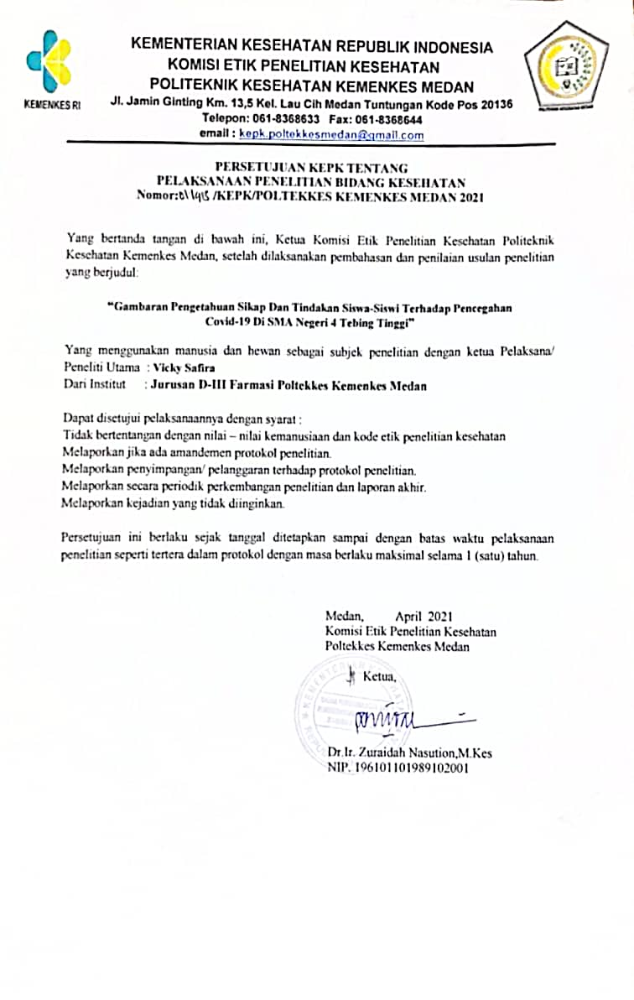 KEMENTERIAN KESEHATAN REPUBLIK INDONESIA
KOMISI ETIK PENELITIAN KESEHATAN
POLITEKNIK KESEHATAN KEMENKES MEDAN
Jl. Jamin Ginting Km. 13,5 Kel. Lau Cih Medan Tuntungan Kode Pos 20136
Telepon: 061-8368633 Fax: 061-8368644
email : kepk.poltekkesmedan@gmail.com
KEMENKES RI
PERSETUJUAN KEPK TENTANG
PELAKSANAAN PENELITIAN BIDANG KESEHATAN
Nomor: /KEPK/POLTEKKES KEMENKES MEDAN 2021
Yang bertanda tangan di bawah ini, Ketua Komisi Etik Penelitian Kesehatan Politeknik
Kesehatan Kemenkes Medan, setelah dilaksanakan pembahasan dan penilaian usulan penelitian
yang berjudul:
“Gambaran Pengetahuan Sikap Dan Tindakan Siswa-Siswi Terhadap Pencegahan
Covid-19 Di SMA Negeri 4 Tebing Tinggi”
Yang menggunakan manusia dan hewan sebagai subjek penelitian dengan ketua Pelaksana/
Peneliti Utama : Vicky Safira
Dari Institut : Jurusan D-III Farmasi Poltekkes Kemenkes Medan
Dapat disetujui pelaksanaannya dengan syarat :
Tidak bertentangan dengan nilai – nilai kemanusiaan dan kode etik penelitian kesehatan
Melaporkan jika ada amandemen protokol penelitian.
Melaporkan penyimpangan/ pelanggaran terhadap protokol penelitian.
Melaporkan secara periodik perkembangan penelitian dan laporan akhir.
Melaporkan kejadian yang tidak diinginkan.
Persetujuan ini berlaku sejak tanggal ditetapkan sampai dengan batas waktu pelaksanaan
penelitian seperti tertera dalam protokol dengan masa berlaku maksimal selama 1 (satu) tahun.
Medan, April 2021
Komisi Etik Penelitian Kesehatan
Poltekkes Kemenkes Medan
Ketua,
Dr.Ir. Zuraidah Nasution,M.Kes
NIP. 196101101989102001